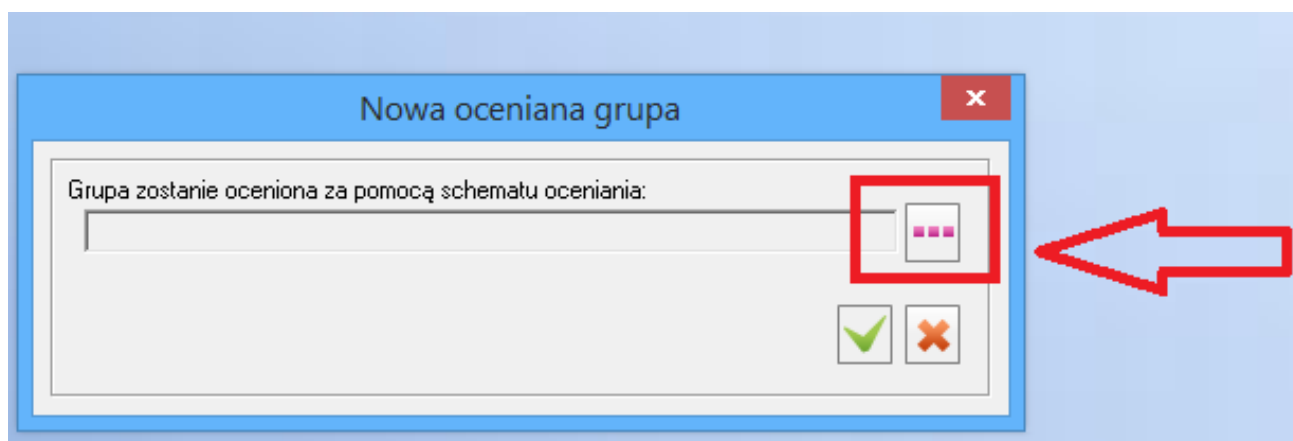 Nowa oceniana grupa
Grupa zostanie oceniona za pomocą schematu oceniania: